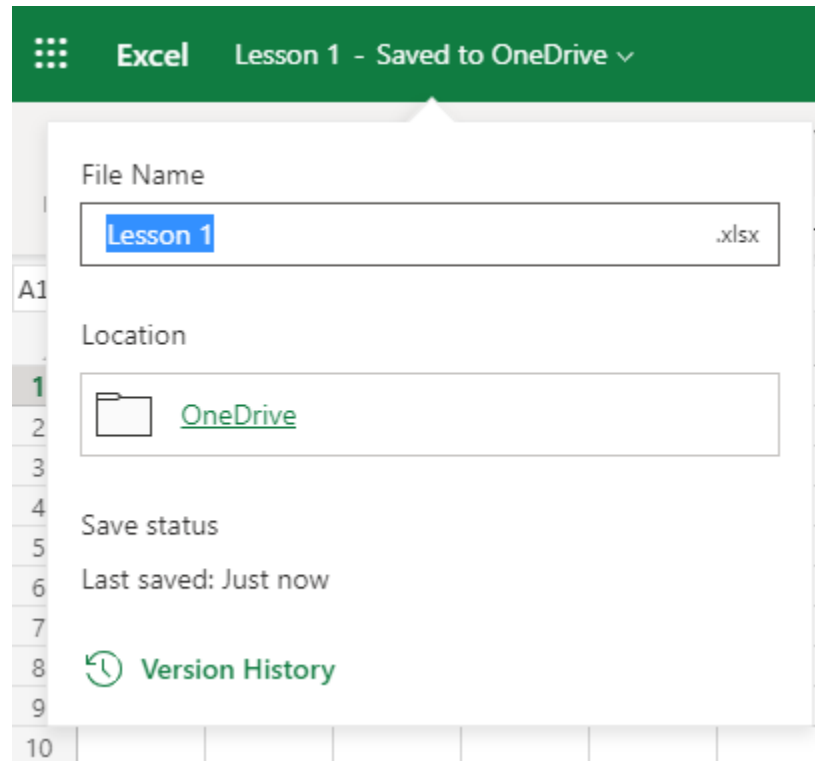 Excel Lesson 1 - Saved to OneDrive
File Name
Lesson 1 .xlsx
A1
Location
1
OneDrive
2
3
4
Save status
5
Last saved: Just now
6
7
Version History
8
9
10